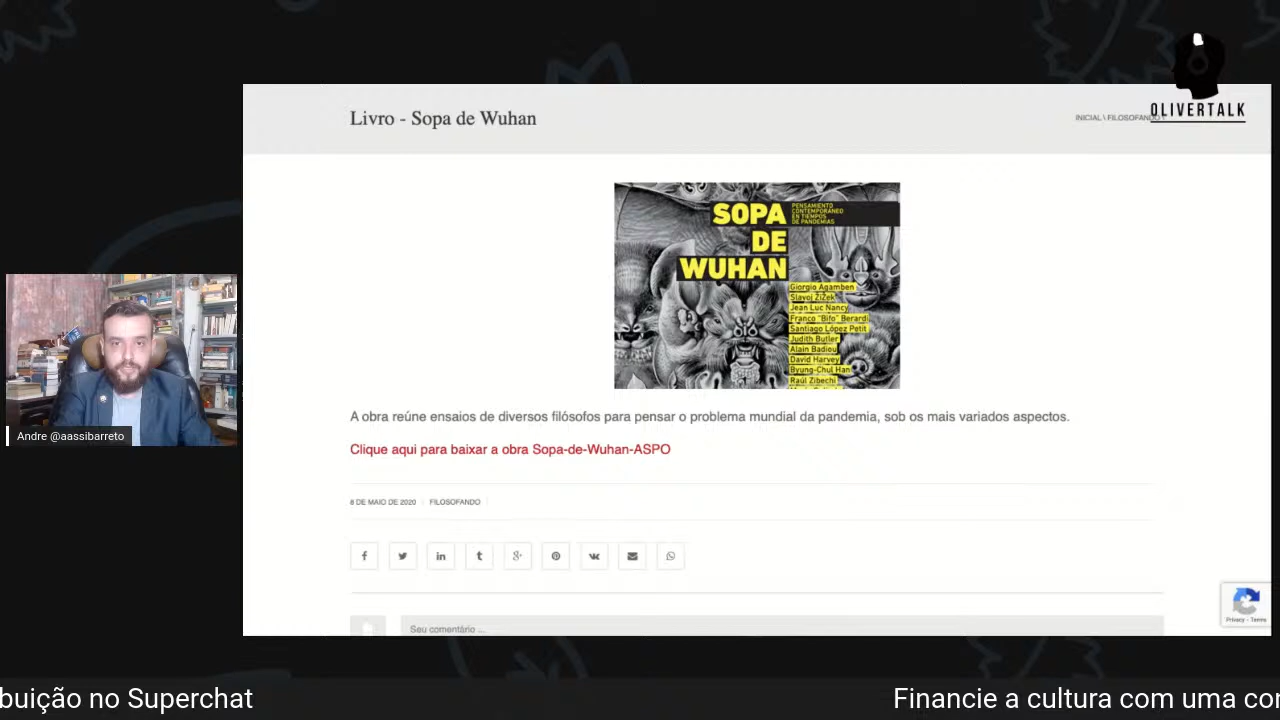 OLIVERTALK
Livro - Sopa de Wuhan
INICIAL \ FILOSOFANDO \
SOPA
DE
WUHAN
PENSAMIENTO
CONTEMPORÁNEO
EN TIEMPOS
DE PANDEMIAS
Giorgio Agamben
Slavoj Žižek
Jean Luc Nancy
Franco "Bifo" Berardi
Santiago López Petit
Judith Butler
Alain Badiou
David Harvey
Byung-Chul Han
Raúl Zibechi
A obra reúne ensaios de diversos filósofos para pensar o problema mundial da pandemia, sob os mais variados aspectos.
Clique aqui para baixar a obra Sopa-de-Wuhan-ASPO
8 DE MAIO DE 2020
FILOSOFANDO
Seu comentário ...
Privacy - Terms
Andre @aassibarreto
buição no Superchat
Financie a cultura com uma con